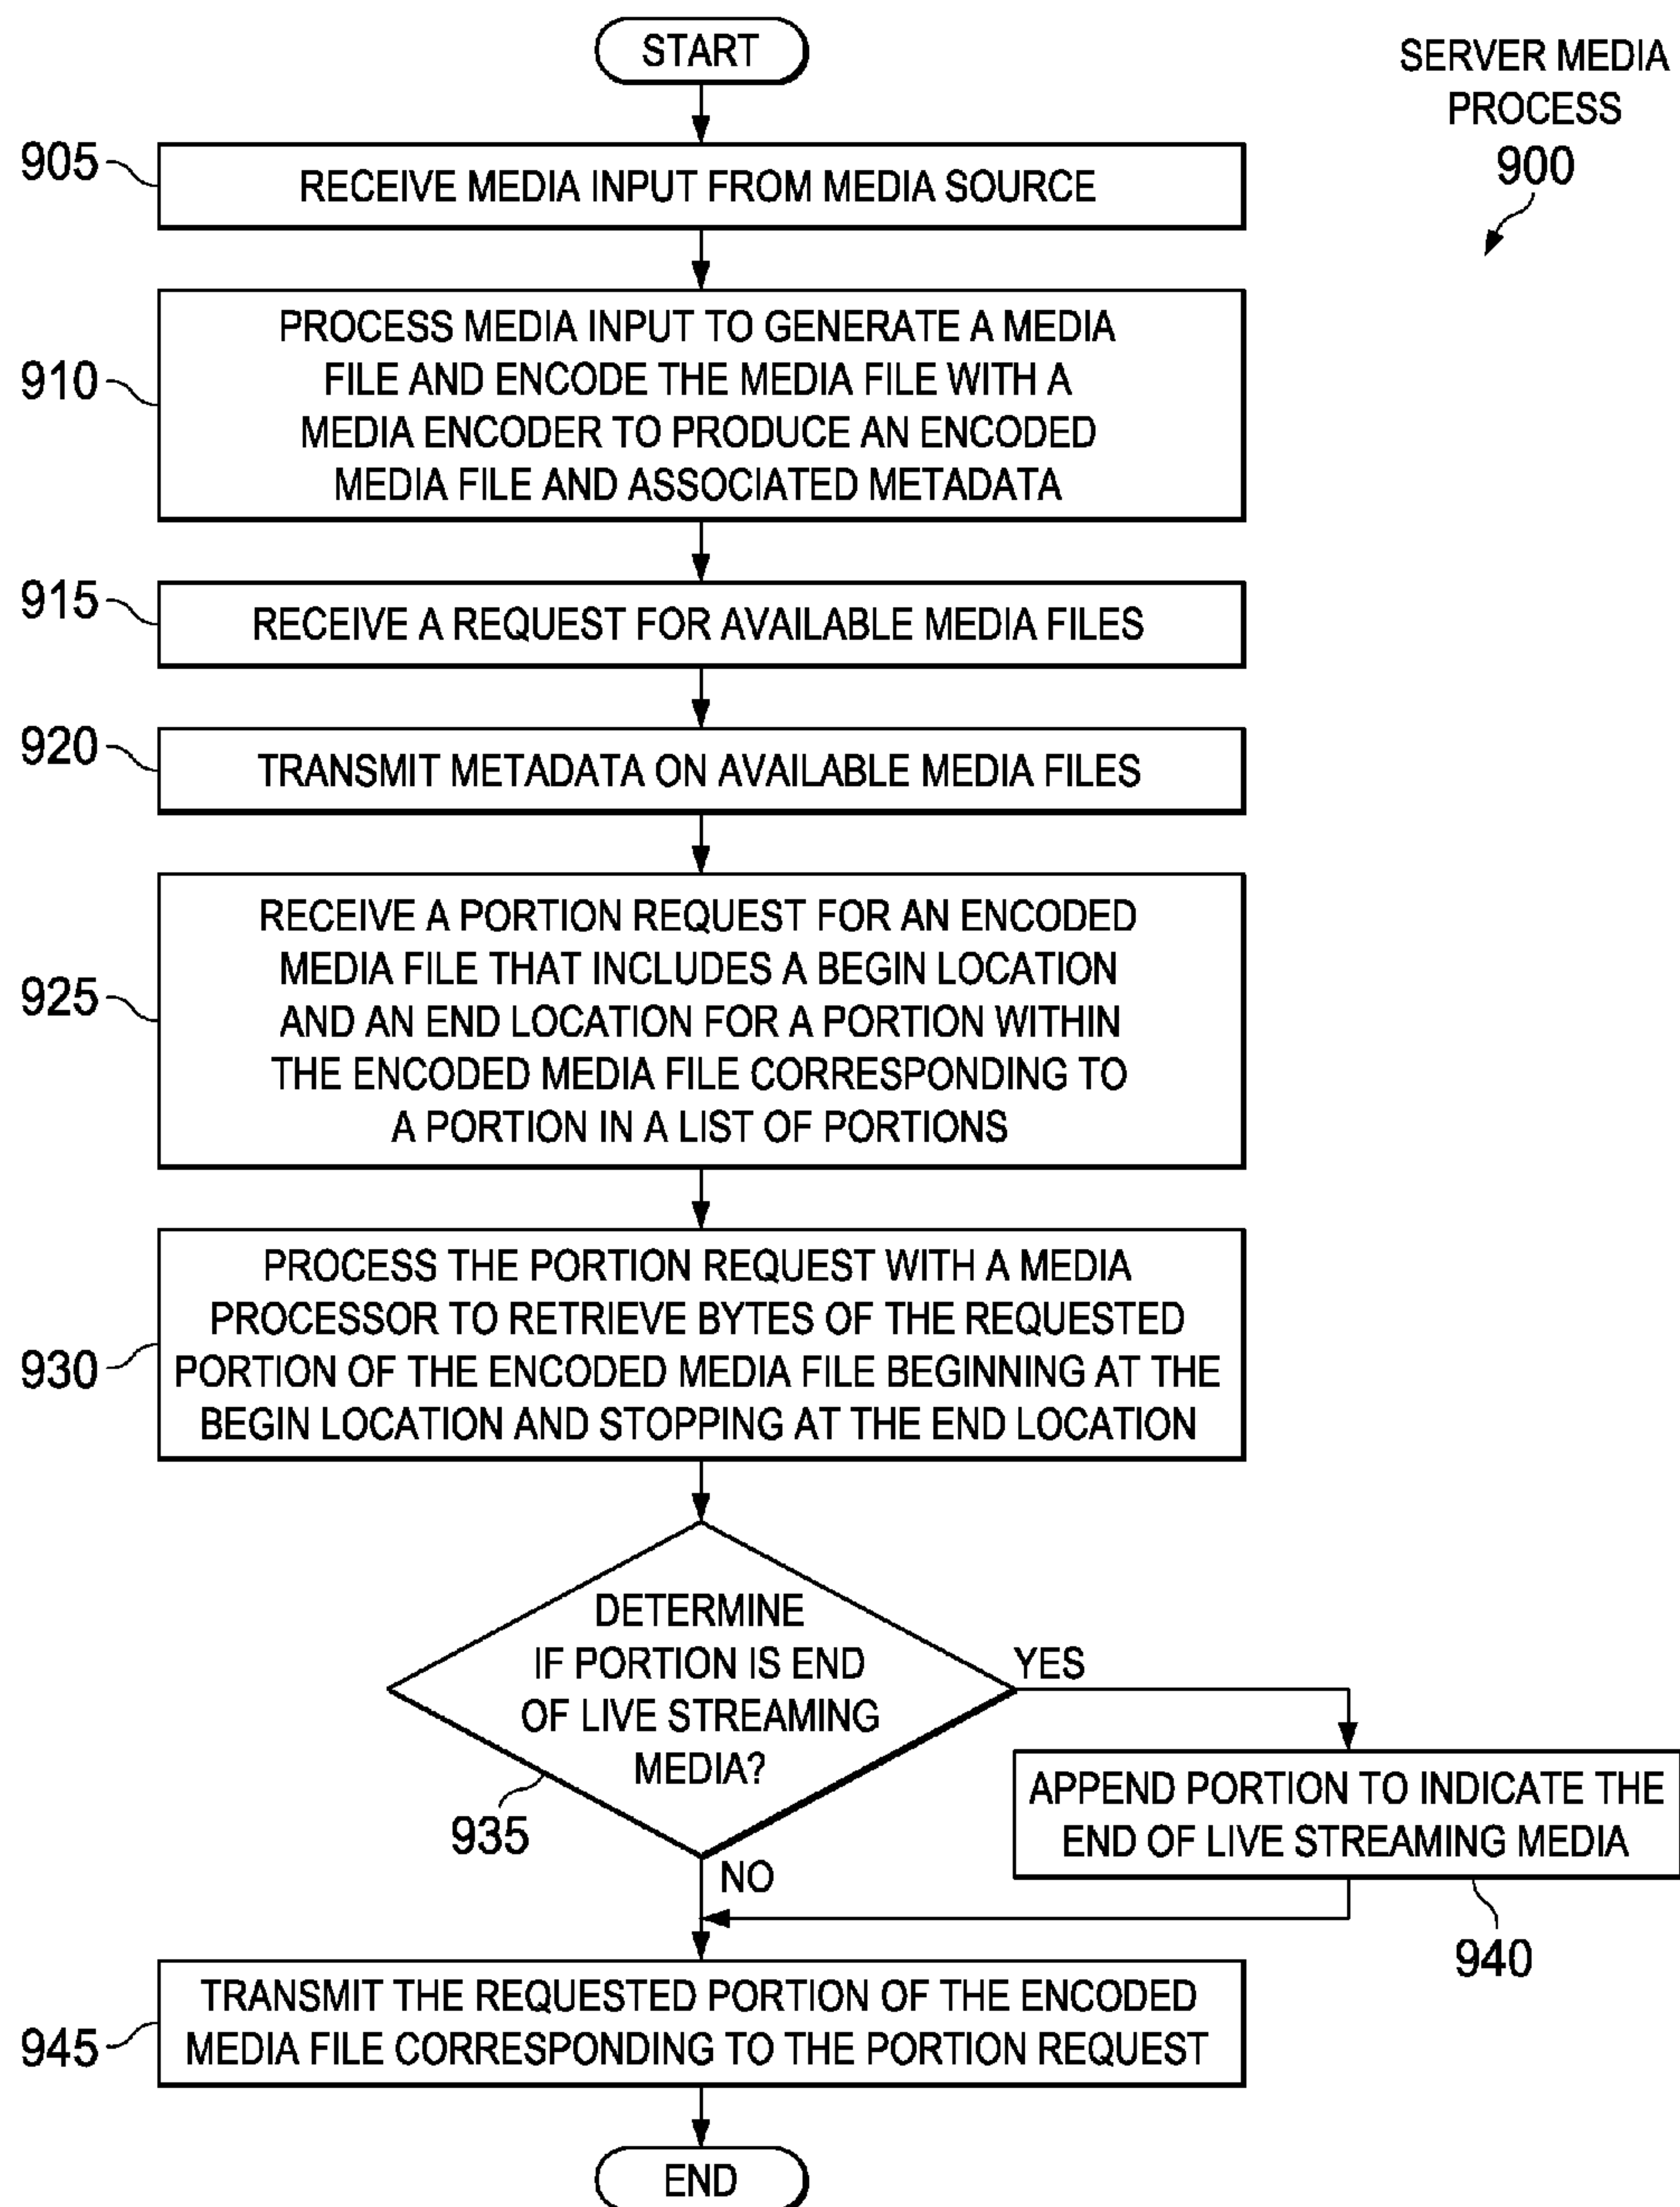 START
SERVER MEDIA
PROCESS
900
905
RECEIVE MEDIA INPUT FROM MEDIA SOURCE
910
PROCESS MEDIA INPUT TO GENERATE A MEDIA
FILE AND ENCODE THE MEDIA FILE WITH A
MEDIA ENCODER TO PRODUCE AN ENCODED
MEDIA FILE AND ASSOCIATED METADATA
915
RECEIVE A REQUEST FOR AVAILABLE MEDIA FILES
920
TRANSMIT METADATA ON AVAILABLE MEDIA FILES
925
RECEIVE A PORTION REQUEST FOR AN ENCODED
MEDIA FILE THAT INCLUDES A BEGIN LOCATION
AND AN END LOCATION FOR A PORTION WITHIN
THE ENCODED MEDIA FILE CORRESPONDING TO
A PORTION IN A LIST OF PORTIONS
930
PROCESS THE PORTION REQUEST WITH A MEDIA
PROCESSOR TO RETRIEVE BYTES OF THE REQUESTED
PORTION OF THE ENCODED MEDIA FILE BEGINNING AT THE
BEGIN LOCATION AND STOPPING AT THE END LOCATION
DETERMINE
IF PORTION IS END
OF LIVE STREAMING
MEDIA?
935
YES
APPEND PORTION TO INDICATE THE
END OF LIVE STREAMING MEDIA
940
NO
945
TRANSMIT THE REQUESTED PORTION OF THE ENCODED
MEDIA FILE CORRESPONDING TO THE PORTION REQUEST
END